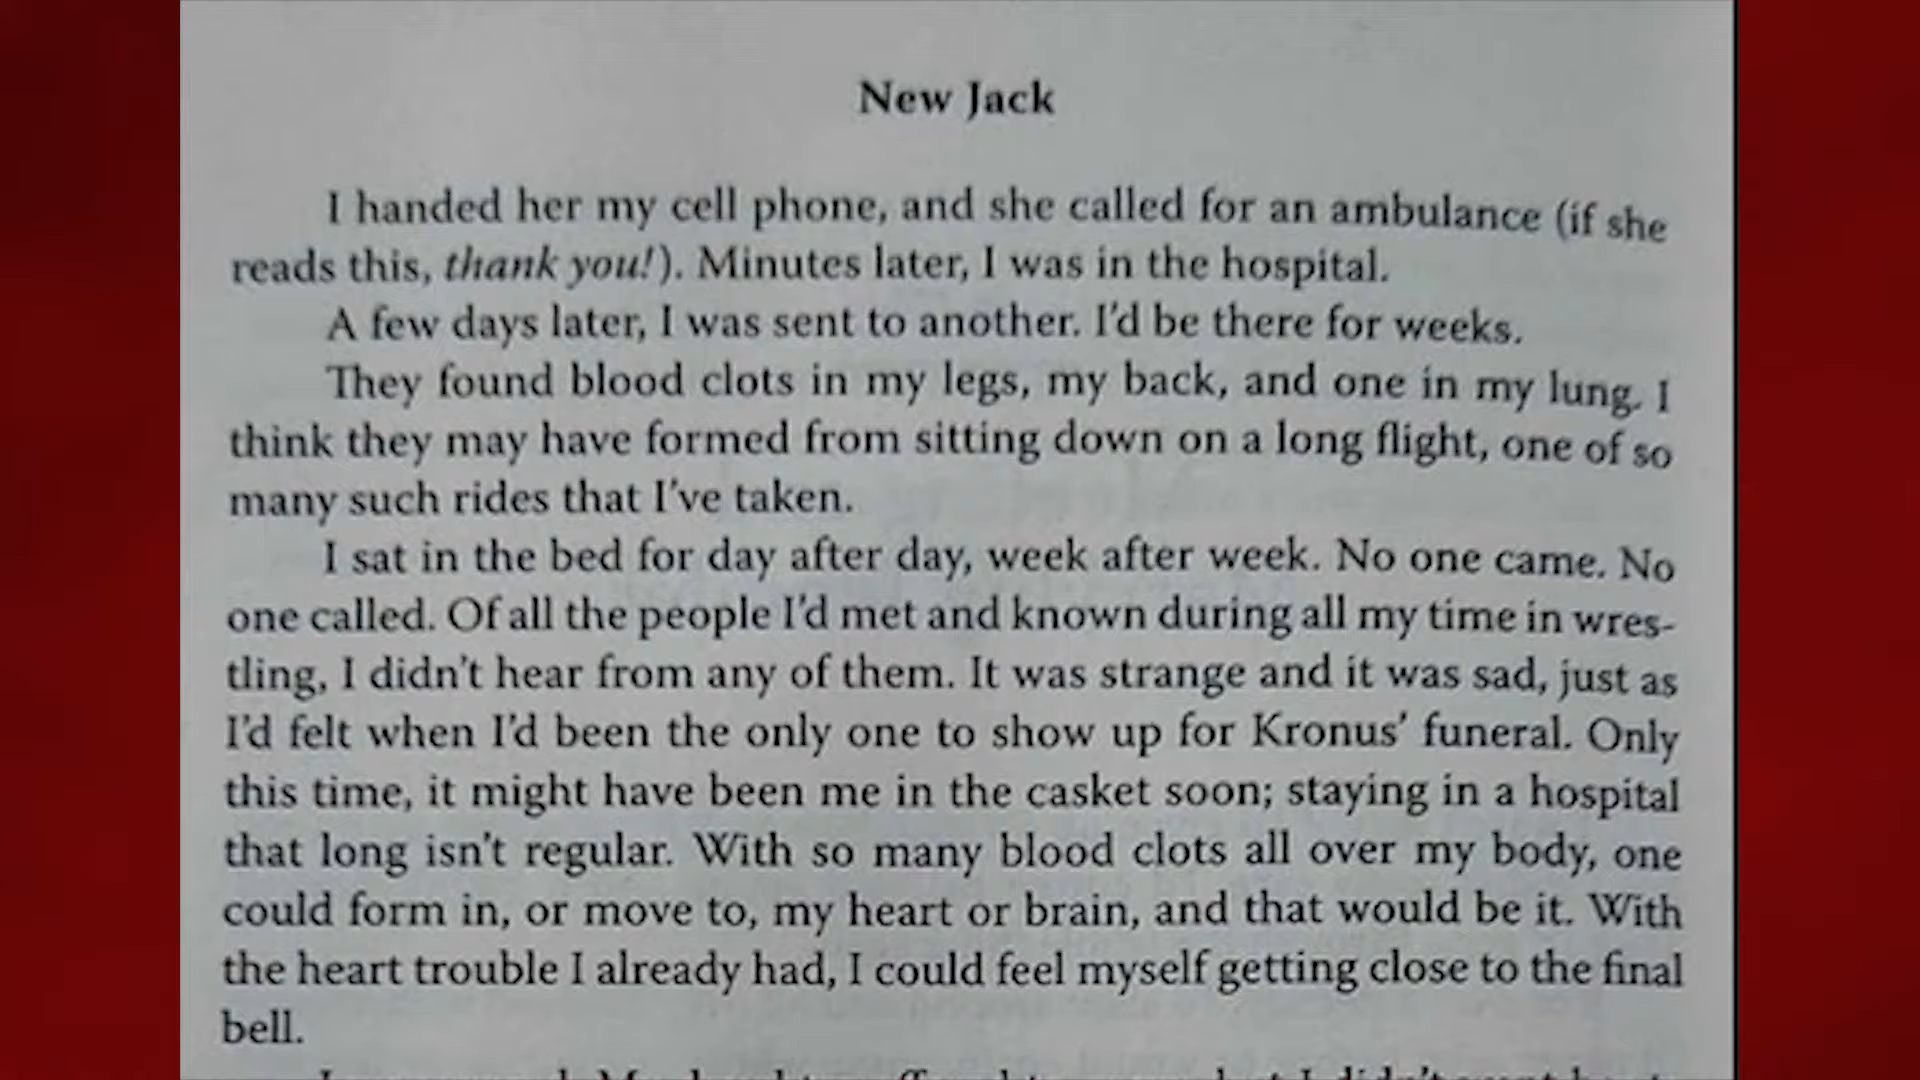 New Jack
I handed her my cell phone, and she called for an ambulance (if she
reads this, thank you!). Minutes later, I was in the hospital.
A few days later, I was sent to another. I'd be there for weeks.
They found blood clots in my legs, my back, and one in my lung. I
think they may have formed from sitting down on a long flight, one of so
many such rides that I've taken.
I sat in the bed for day after day, week after week. No one came. No
one called. Of all the people I'd met and known during all my time in wres-
tling, I didn't hear from any of them. It was strange and it was sad, just as
I'd felt when I'd been the only one to show up for Kronus' funeral. Only
this time, it might have been me in the casket soon; staying in a hospital
that long isn't regular. With so many blood clots all over my body, one
could form in, or move to, my heart or brain, and that would be it. With
the heart trouble I already had, I could feel myself getting close to the final
bell.